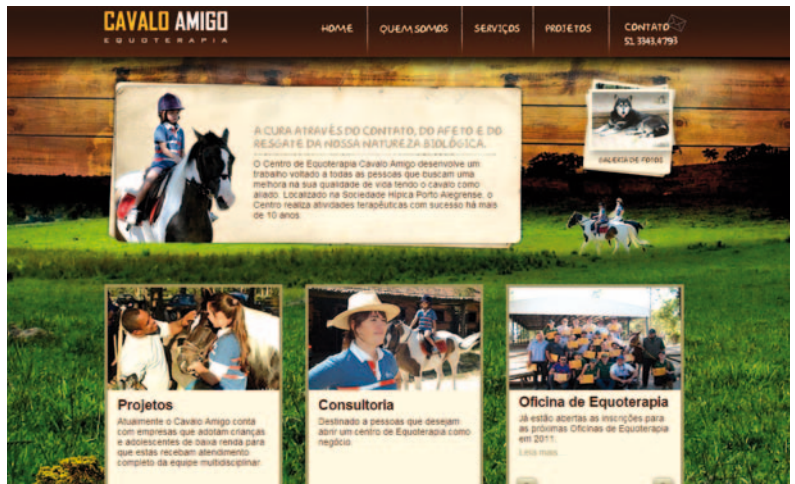 CAVALO AMIGO
EQUOTERAPIA
HOME
QUEM SOMOS
SERVIÇOS
PROJETOS
CONTATO
51. 3343.4793
A CURA ATRAVÉS DO CONTATO, DO AFETO E DO
RESGATE DA NOSSA NATUREZA BIOLÓGICA.
O Centro de Equoterapia Cavalo Amigo desenvolve um
trabalho voltado a todas as pessoas que buscam uma
melhora na sua qualidade de vida tendo o cavalo como
aliado. Localizado na Sociedade Hípica Porto Alegrense, o
Centro realiza atividades terapêuticas com sucesso há mais
de 10 anos
GALERIA DE FOTOS
Projetos
Atualmente o Cavalo Amigo conta
com empresas que adotam crianças
e adolescentes de baixa renda para
que estas recebam atendimento
completo da equipe multidisciplinar.
Consultoria
Destinado a pessoas que desejam
abrir um centro de Equoterapia como
negócio.
Oficina de Equoterapia
Já estão abertas as inscrições para
as próximas Oficinas de Equoterapia
em 2011.
Leia mais...